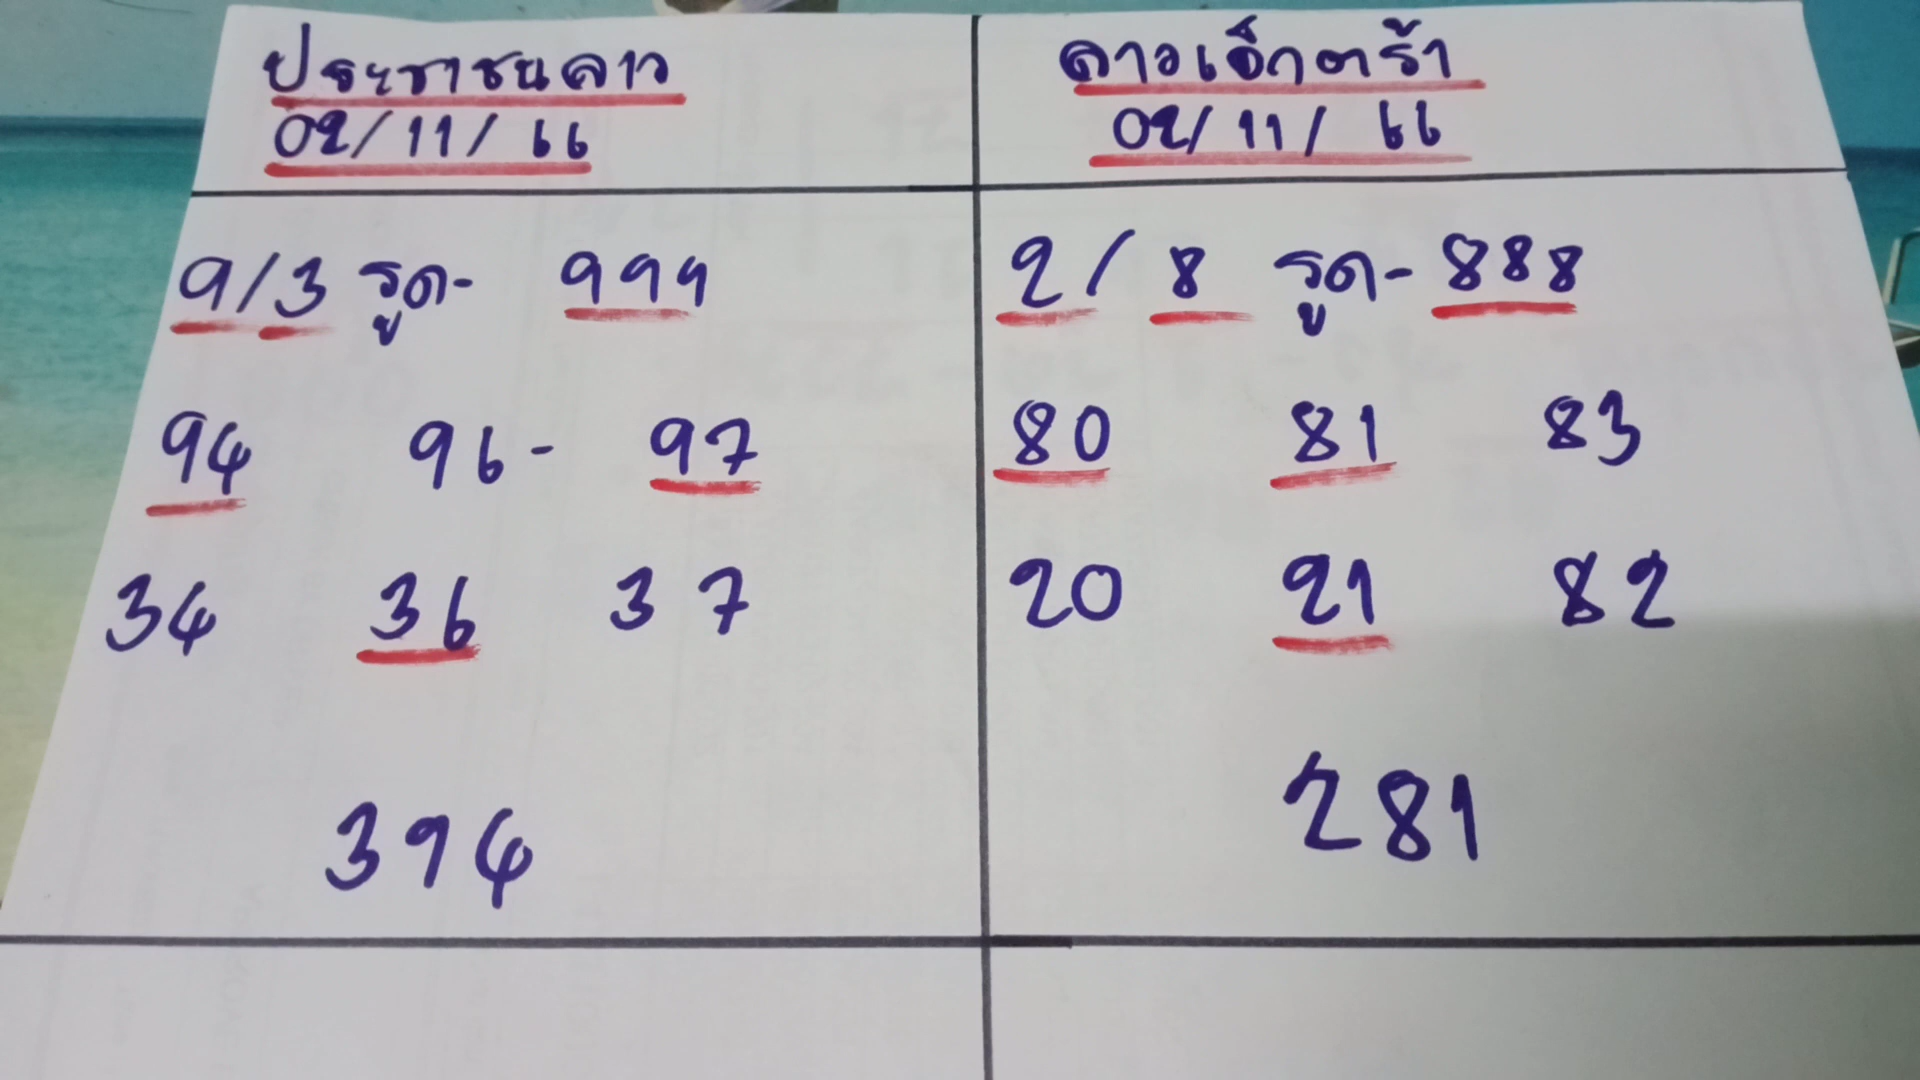 ประชาชนลาว
02/11/66
9/3 รูด- 999
94 96- 97
34 36 37
394
ลาวเอ็กตร้า
02/11/66
2/8 รูด- 888
80 81 83
20 21 82
281